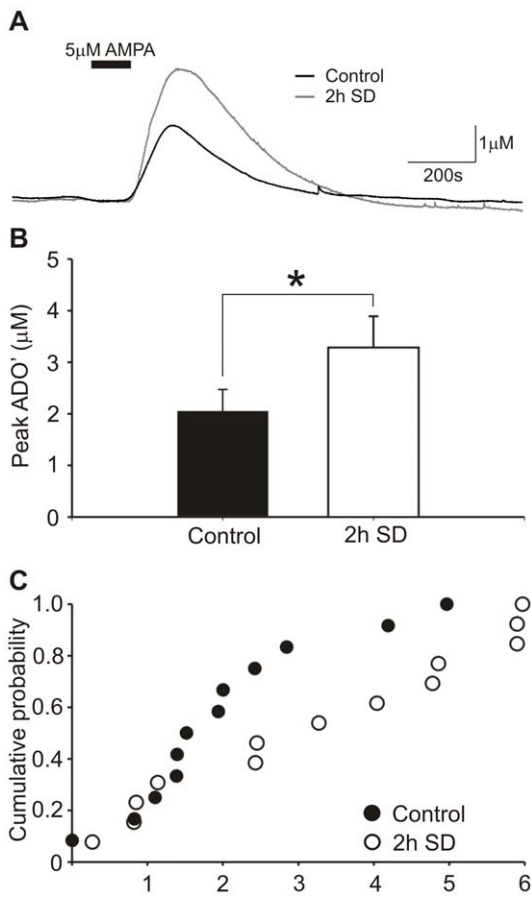 A
5µM AMPA
Control
2h SD
1µM
200s
B
Peak ADO' (µM)
5
4
3
2
1
0
*
Control
2h SD
C
Cumulative probability
1.0
0.8
0.6
0.4
0.2
0
Control
2h SD
1 2 3 4 5 6